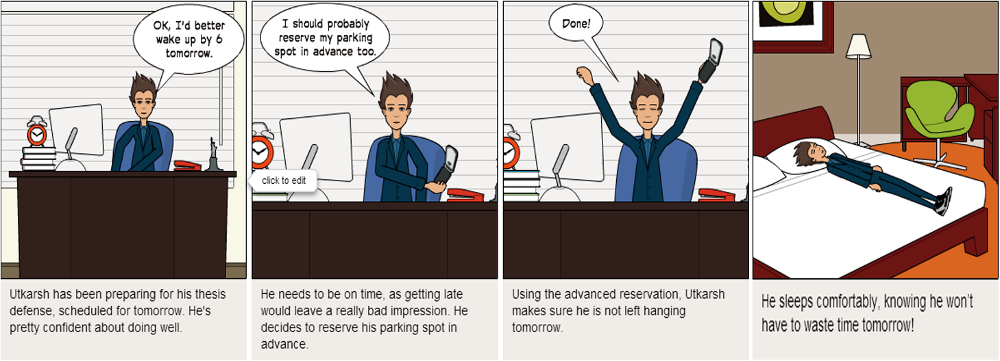 OK, I'd better
wake up by 6
tomorrow.
I should probably
reserve my parking
spot in advance too.
Done!
click to edit
Utkarsh has been preparing for his thesis
defense, scheduled for tomorrow. He's
pretty confident about doing well.
He needs to be on time, as getting late
would leave a really bad impression. He
decides to reserve his parking spot in
advance.
Using the advanced reservation, Utkarsh
makes sure he is not left hanging
tomorrow.
He sleeps comfortably, knowing he won't
have to waste time tomorrow!